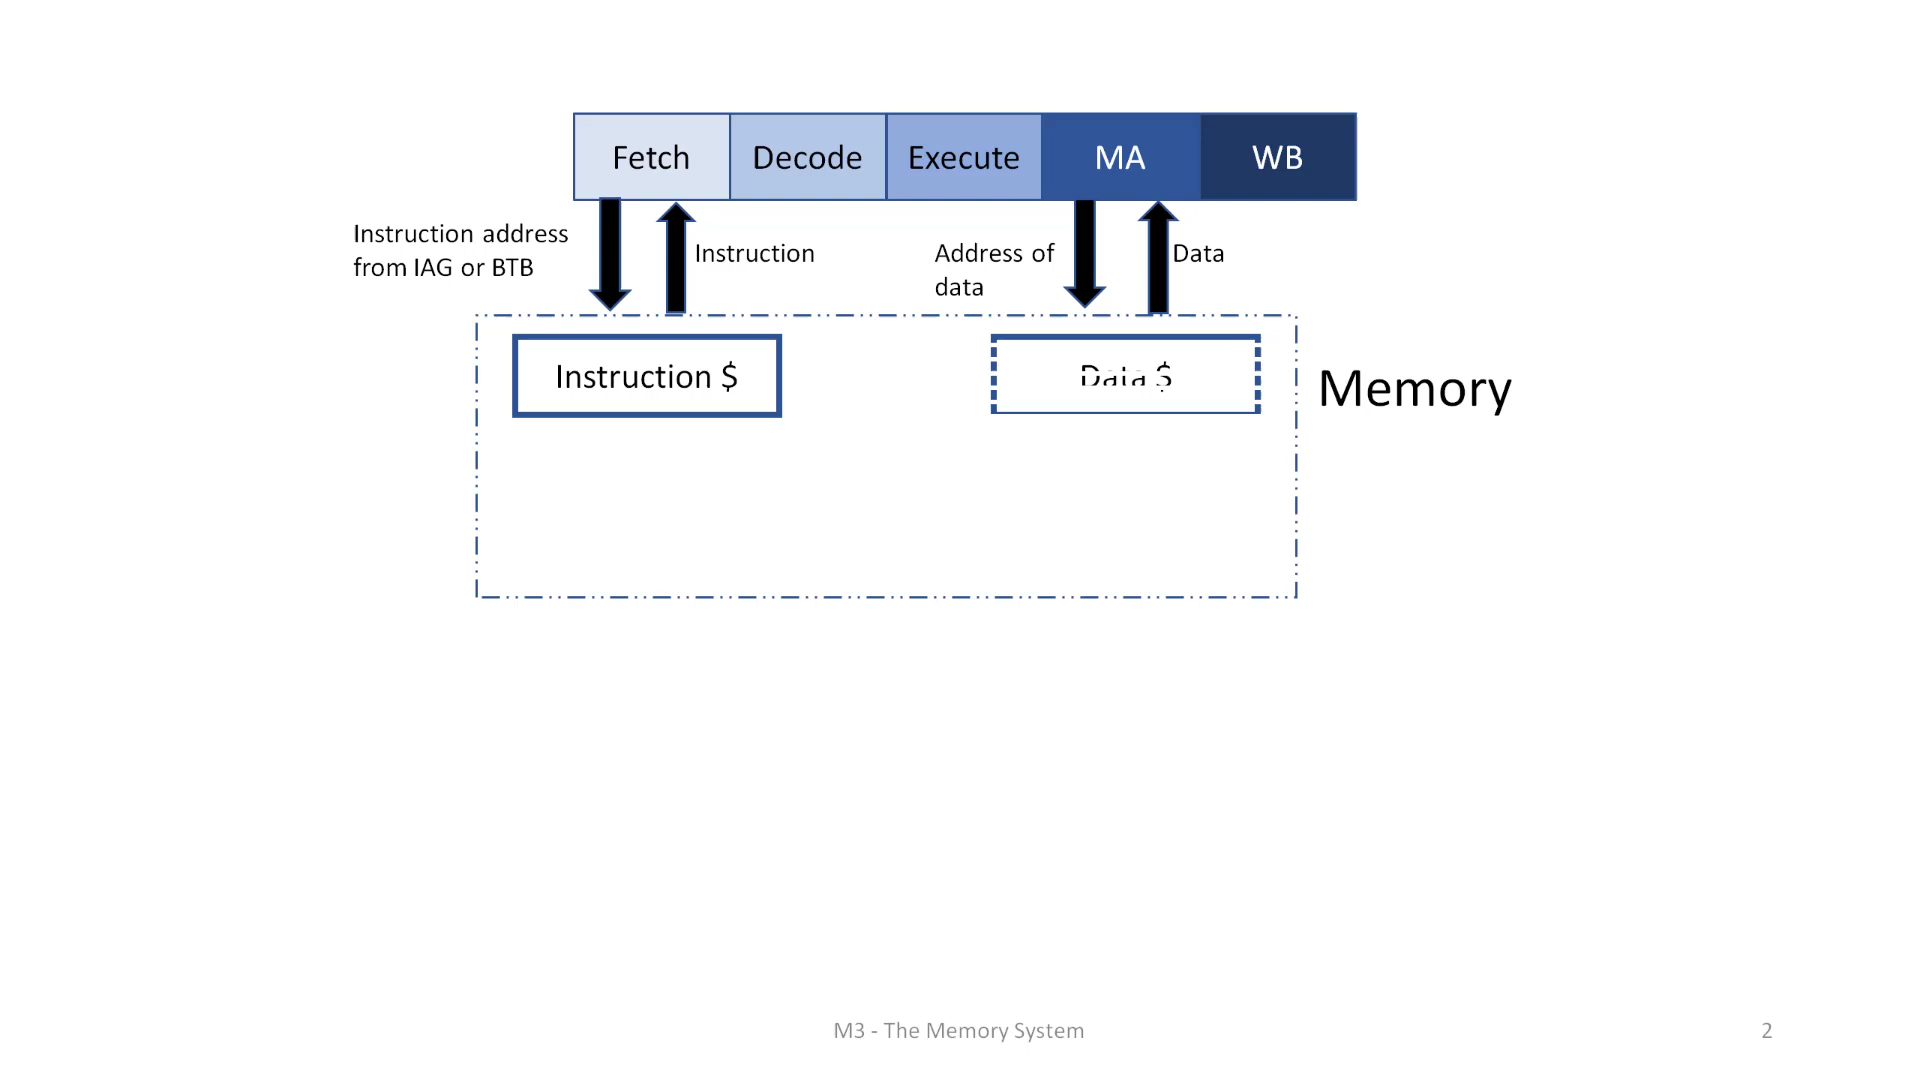 Fetch
Decode
Execute
MA
WB
Instruction address
from IAG or BTB
Instruction
Address of
data
Data
Instruction $
Data $
Memory
M3 - The Memory System
2